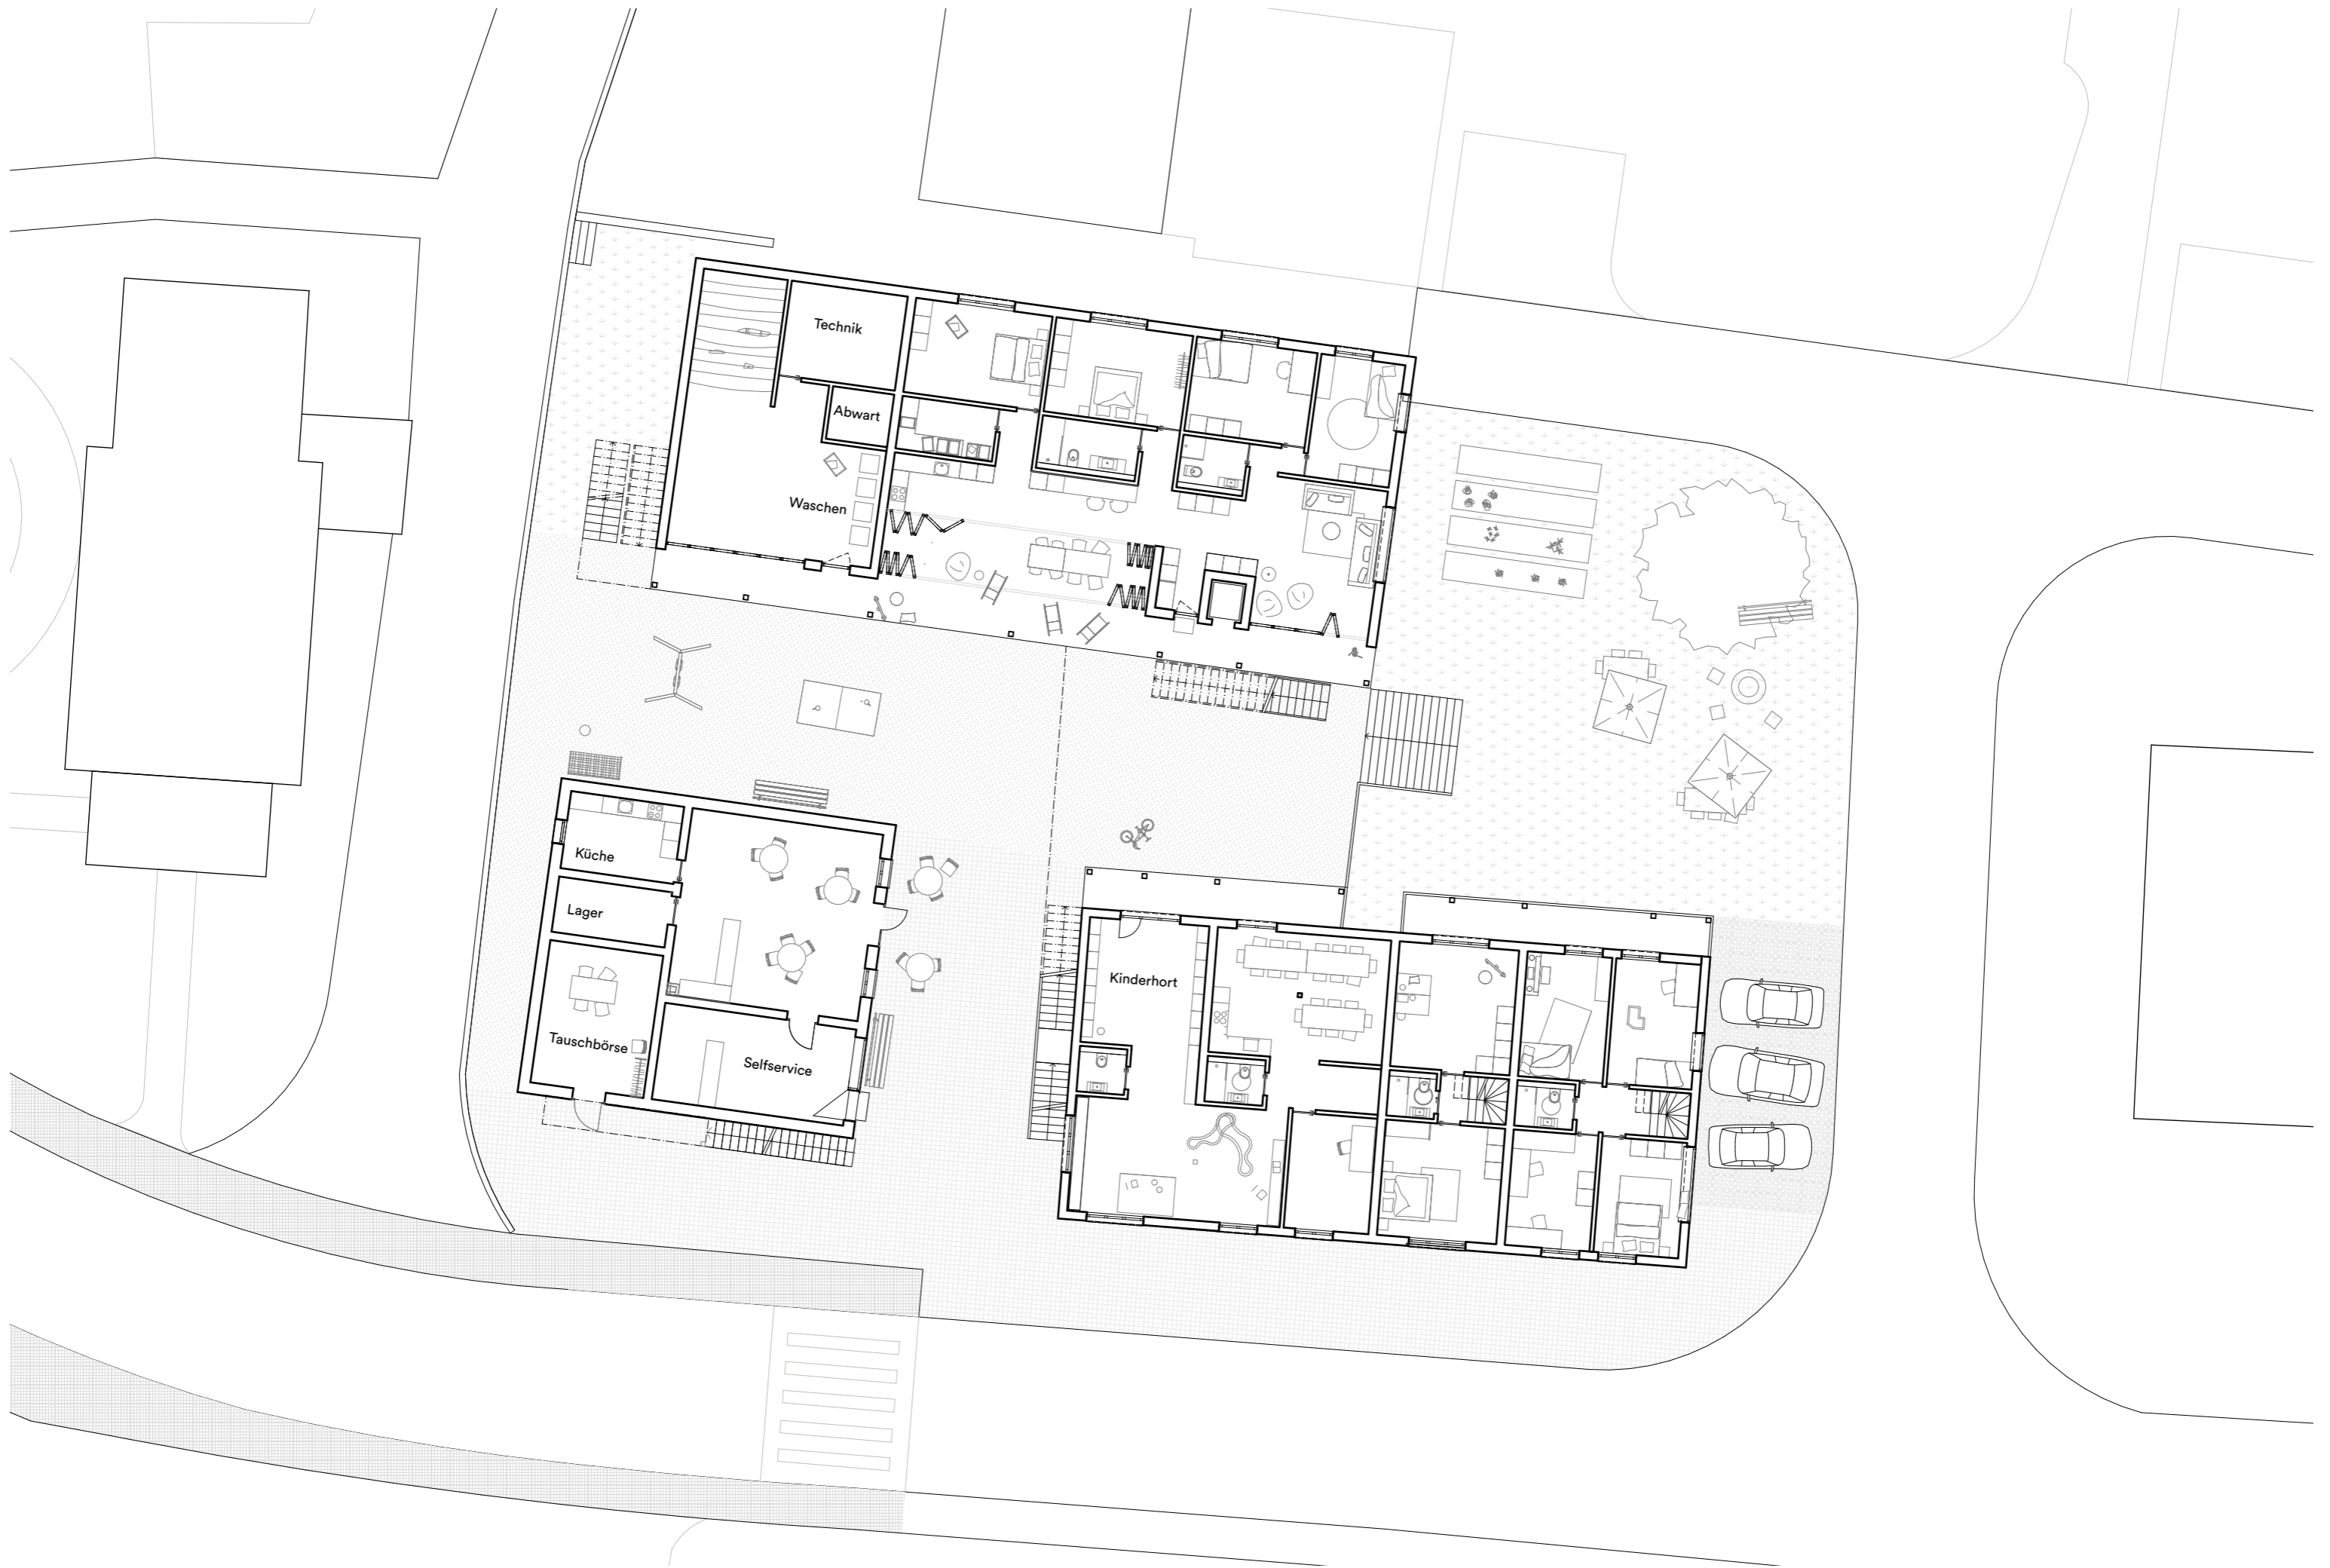 Technik
Abwart
Waschen
Küche
Lager
Tauschbörse
Selfservice
Kinderhort